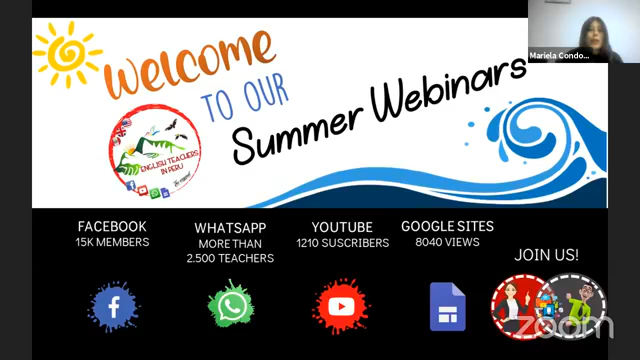 WELCOME
TO OUR
Summer Webinars
Mariela Condo...
ENGLISH TEACHERS
IN PERU
FACEBOOK
15K MEMBERS
WHATSAPP
MORE THAN
2.500 TEACHERS
YOUTUBE
1210 SUSCRIBERS
GOOGLE SITES
8040 VIEWS
JOIN US!
zoom